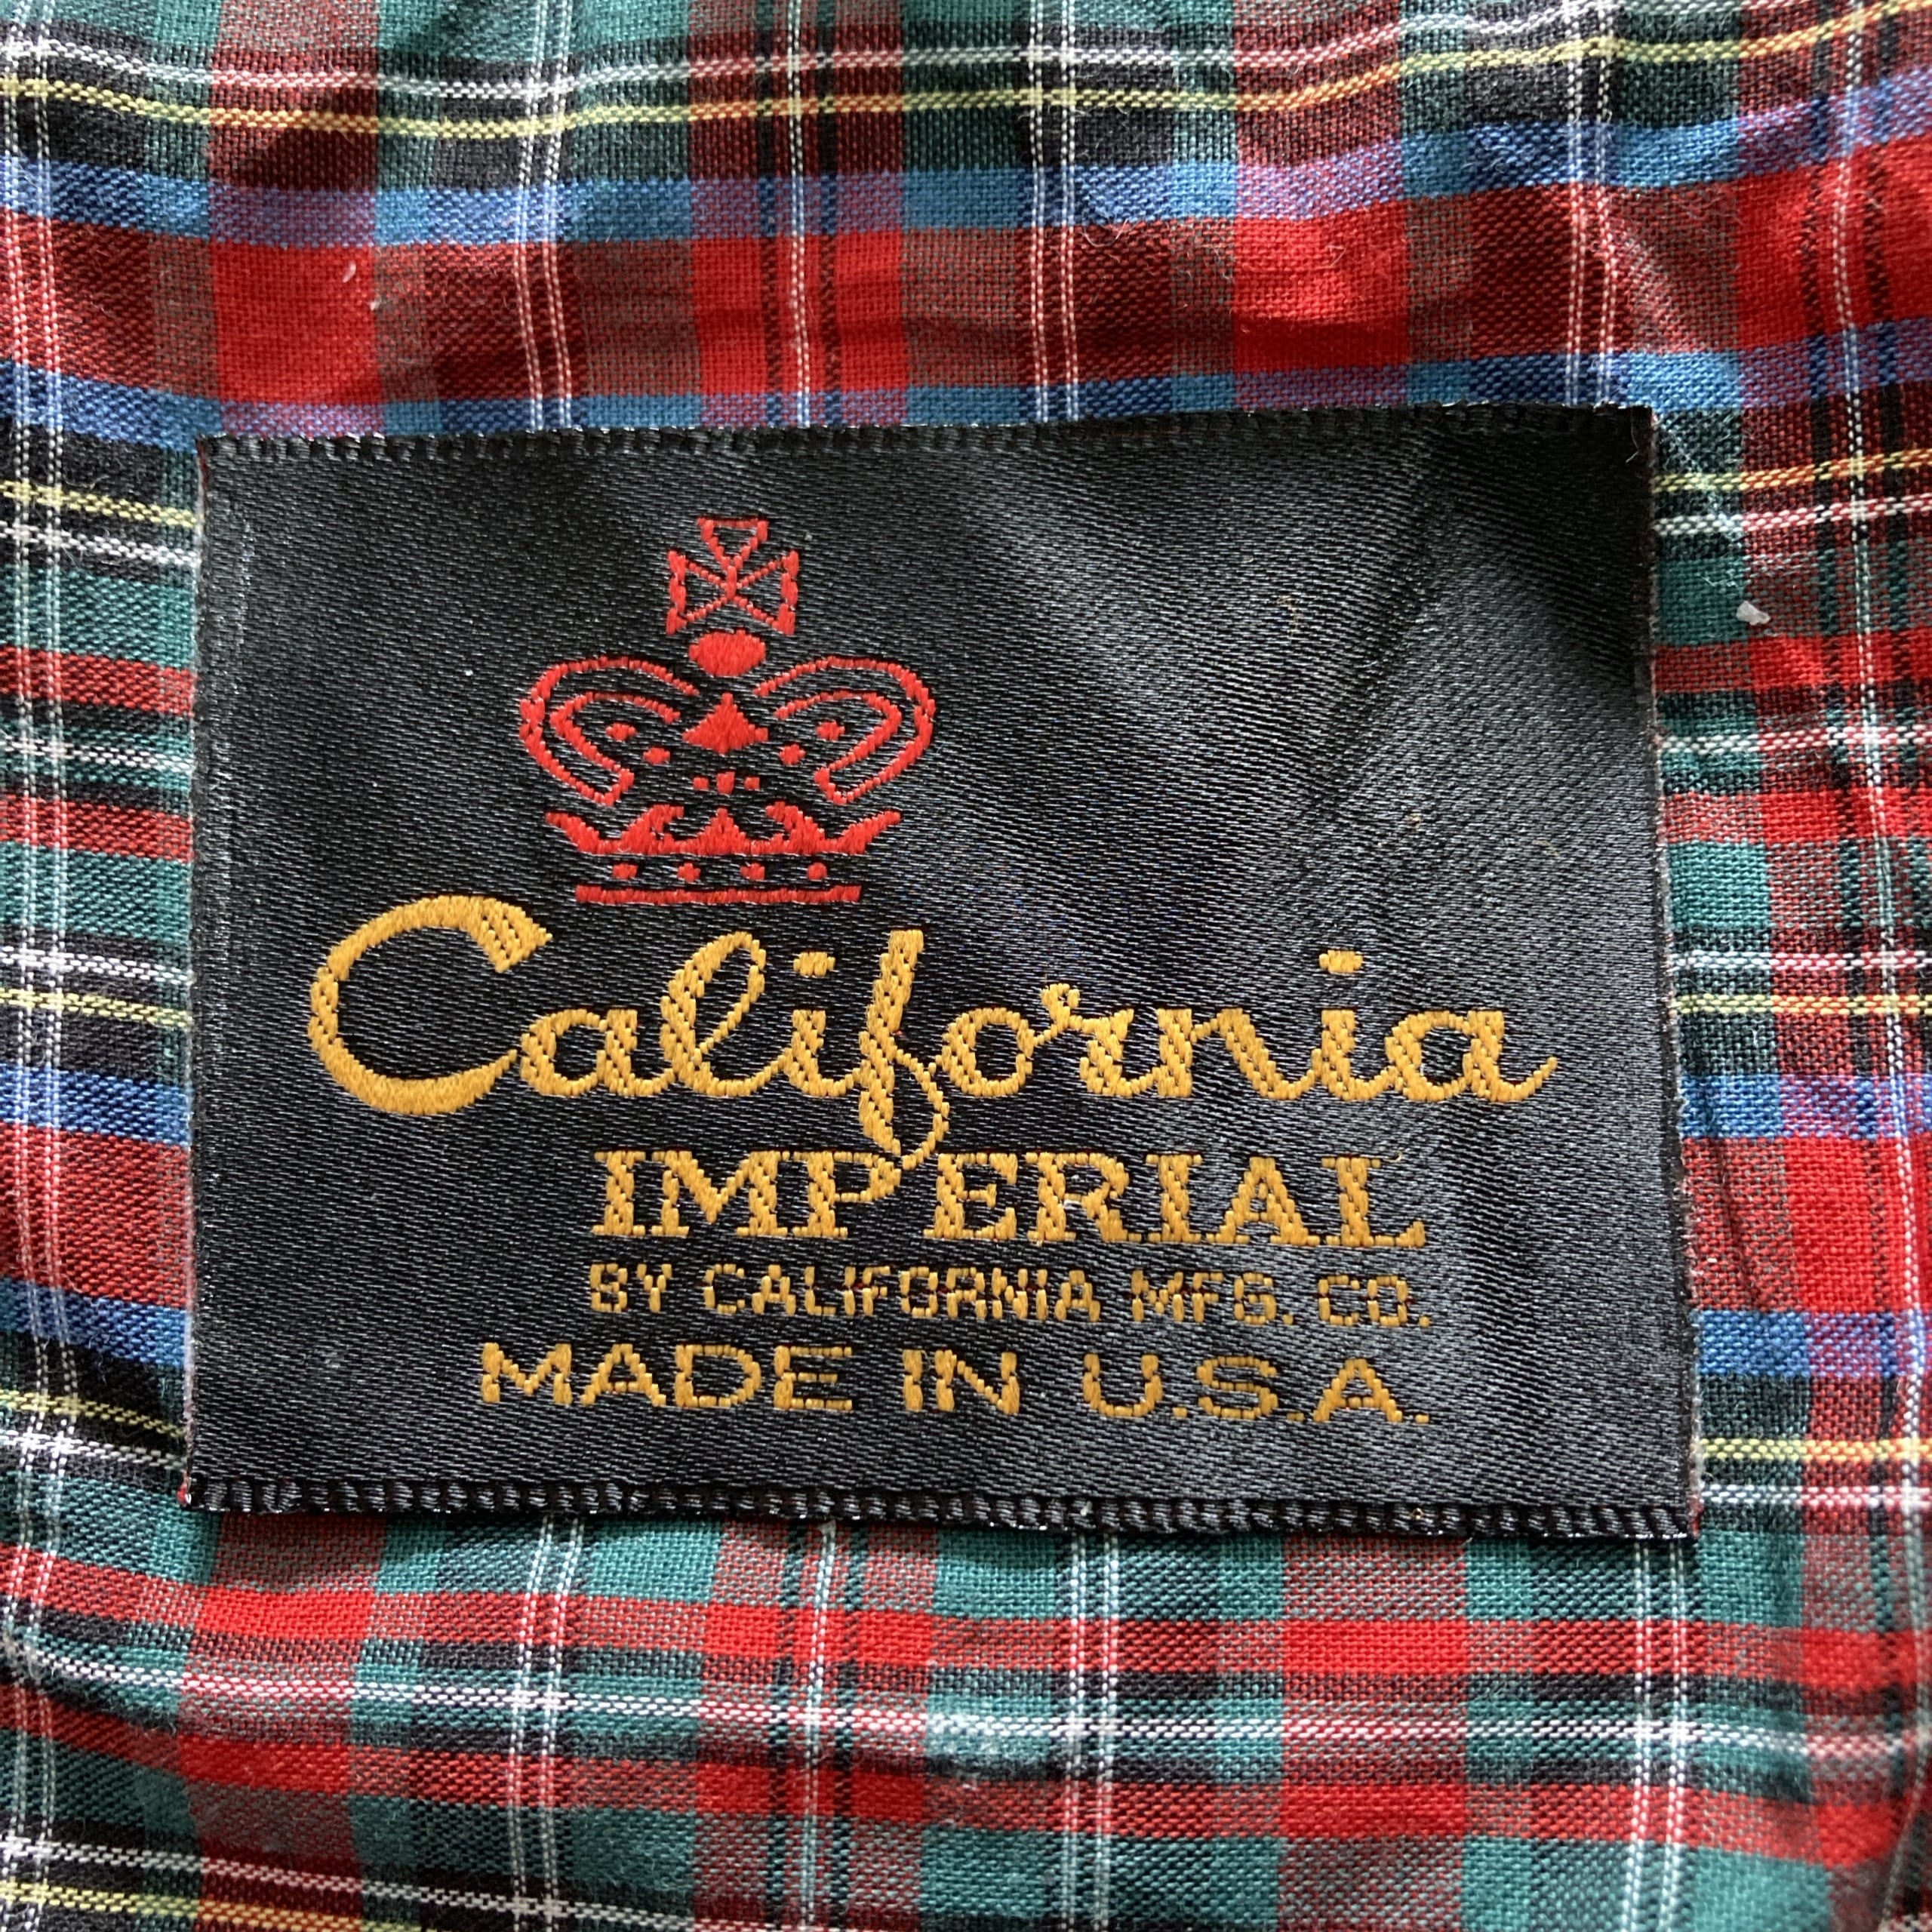 California
IMPERIAL
BY CALIFORNIA MFG. CO.
MADE IN U.S.A.